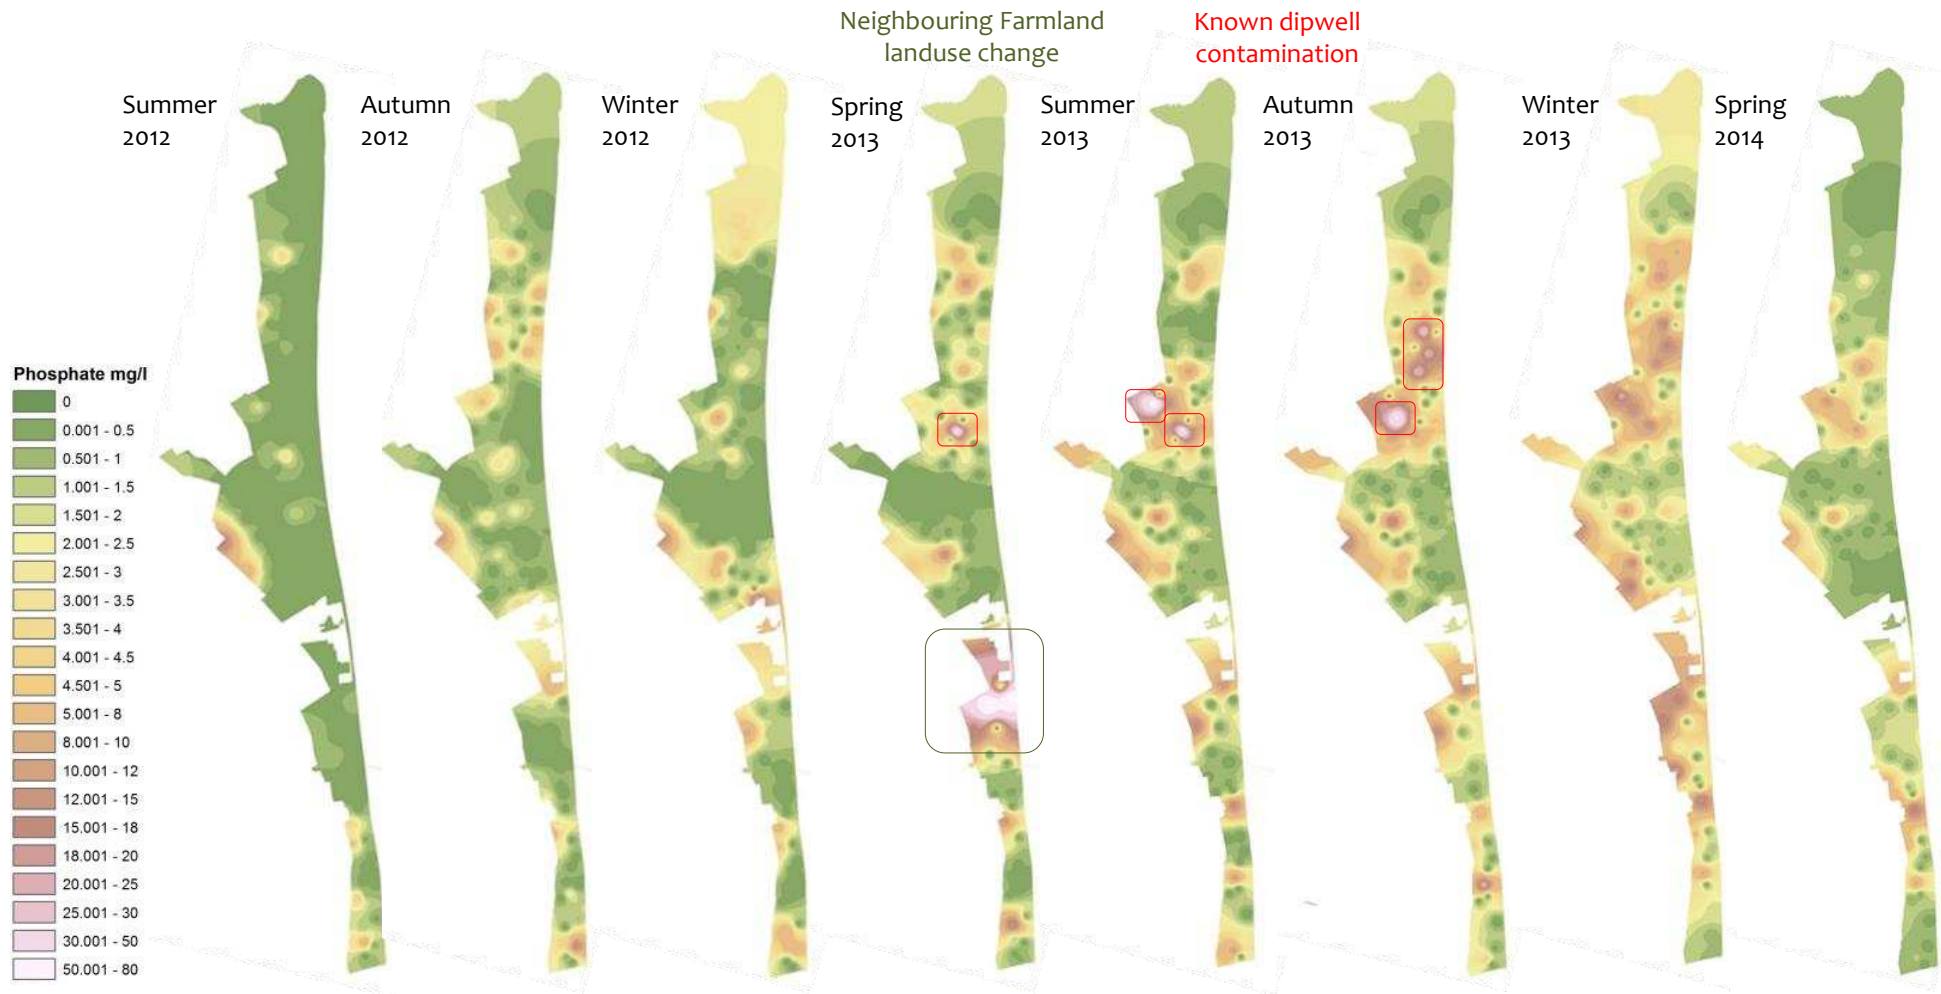 Neighbouring Farmland
landuse change
Known dipwell
contamination
Summer
2012
Autumn
2012
Winter
2012
Spring
2013
Summer
2013
Autumn
2013
Winter
2013
Spring
2014
Phosphate mg/l
0
0.001 - 0.5
0.501 - 1
1.001 - 1.5
1.501 - 2
2.001 - 2.5
2.501 - 3
3.001 - 3.5
3.501 - 4
4.001 - 4.5
4.501 - 5
5.001 - 8
8.001 - 10
10.001 - 12
12.001 - 15
15.001 - 18
18.001 - 20
20.001 - 25
25.001 - 30
30.001 - 50
50.001 - 80